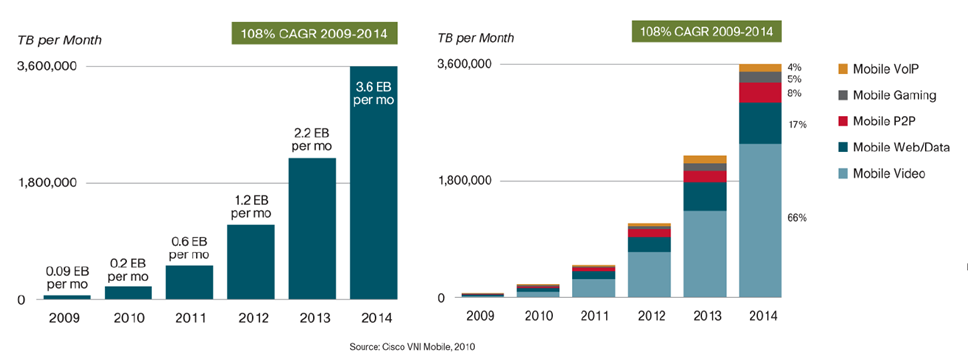 108% CAGR 2009-2014
TB per Month
3,600,000
3.6 EB
per mo
2.2 EB
per mo
1,800,000
1.2 EB
per mo
0.6 EB
per mo
0.2 EB
per mo
0.09 EB
per mo
0
2009 2010 2011 2012 2013 2014
108% CAGR 2009-2014
TB per Month
3,600,000
4%
5%
8%
17%
1,800,000
66%
0
2009 2010 2011 2012 2013 2014
Mobile VoIP
Mobile Gaming
Mobile P2P
Mobile Web/Data
Mobile Video
Source: Cisco VNI Mobile, 2010